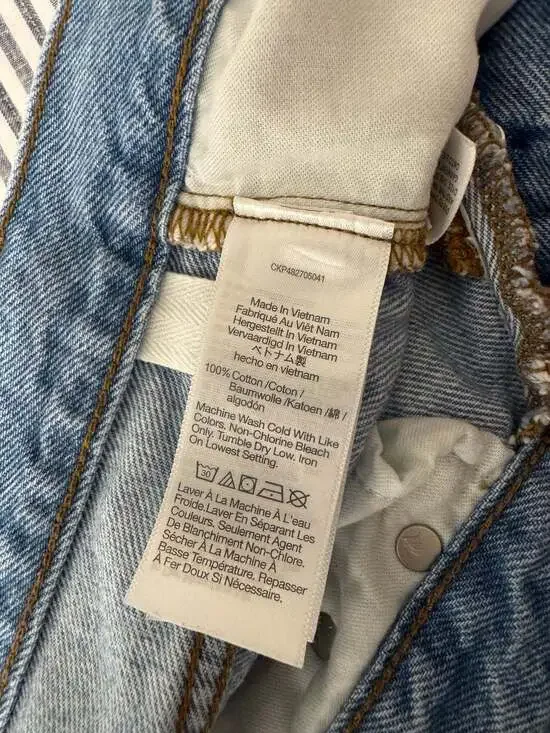 CKP482705041
Made In Vietnam
Fabriqué Au Viêt Nam
Hergestellt In Vietnam
Vervaardigd In Vietnam
ベトナム製
hecho en vietnam
100% Cotton /Coton /
Baumwolle /Katoen /綿 /
algodón
Machine Wash Cold With Like
Colors. Non-Chlorine Bleach
Only. Tumble Dry Low. Iron
On Lowest Setting.
30
Laver À La Machine À L'eau
Froide.Laver En Séparant Les
Couleurs. Seulement Agent
De Blanchiment Non-Chlore.
Sécher À La Machine À
Basse Température. Repasser
À Fer Doux Si Nécessaire.